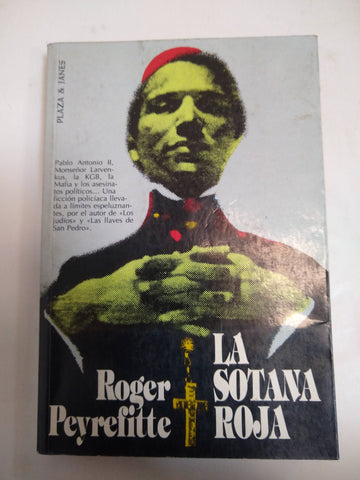 PLAZA & JANES
Pablo Antonio II,
Monseñor Larven-
kus, la KGB, la
Mafia y los asesina-
tos políticos... Una
ficción policíaca lleva-
da a límites espeluznan-
tes, por el autor de «Los
judíos» y «Las llaves de
San Pedro».
Roger
Peyrefitte
LA
SOTANA
ROJA